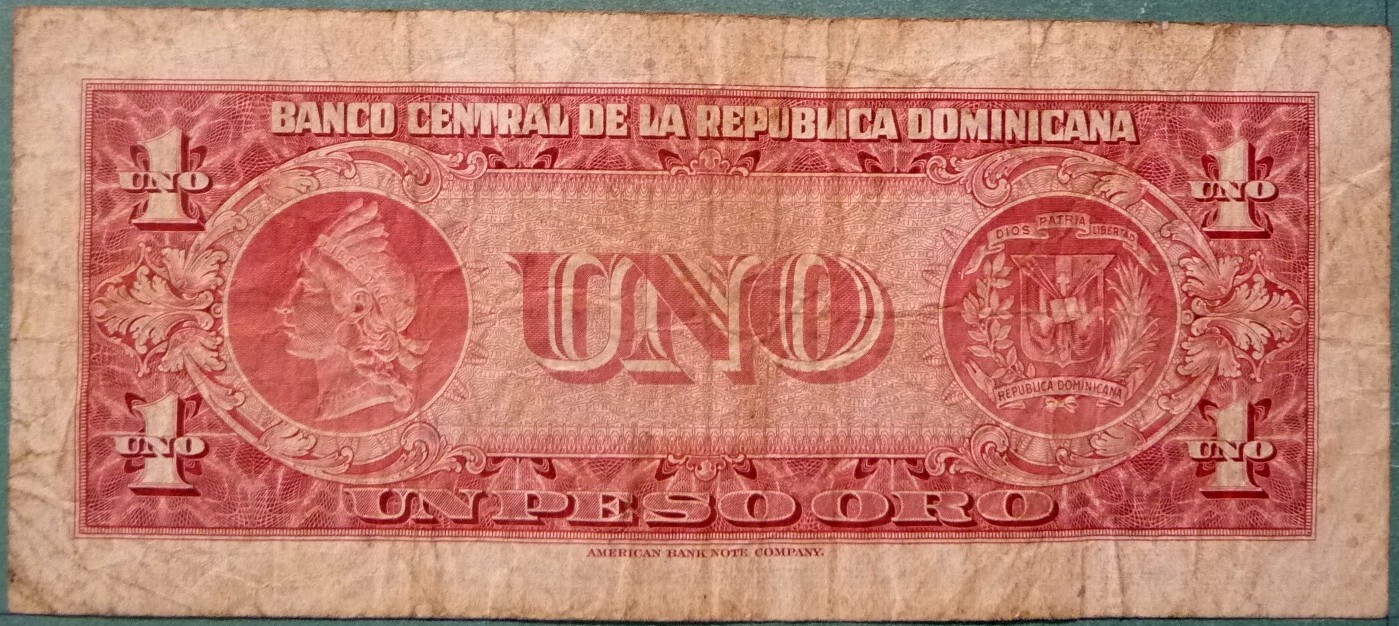 BANCO CENTRAL DE LA REPUBLICA DOMINICANA
1
UNO
1
UNO
DIOS PATRIA LIBERTAD
UNO
REPUBLICA DOMINICANA
1
UNO
1
UNO
UN PESO ORO
AMERICAN BANK NOTE COMPANY.